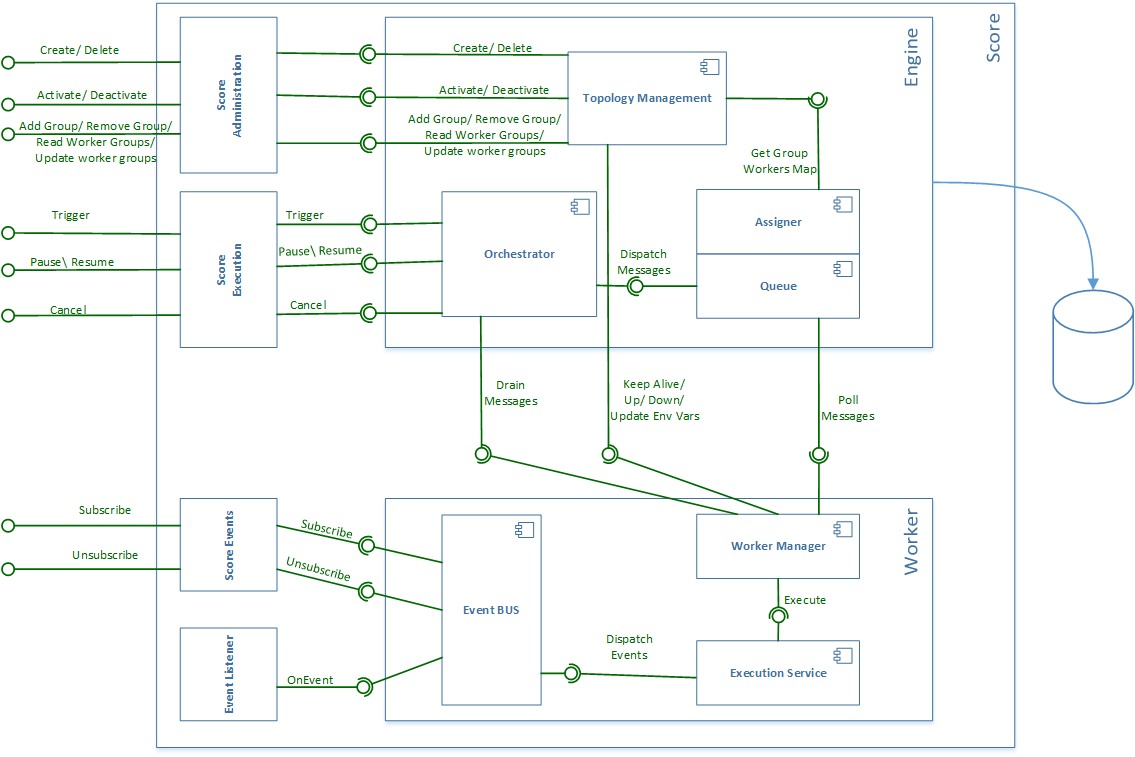 Score
Engine
Create/ Delete
Activate/ Deactivate
Add Group/ Remove Group/
Read Worker Groups/
Update worker groups
Score
Administration
Create/ Delete
Activate/ Deactivate
Add Group/ Remove Group/
Read Worker Groups/
Update worker groups
Topology Management
Get Group
Workers Map
Trigger
Pause\ Resume
Cancel
Score
Execution
Trigger
Pause\ Resume
Cancel
Orchestrator
Dispatch
Messages
Assigner
Queue
Drain
Messages
Keep Alive/
Up/ Down/
Update Env Vars
Poll
Messages
Subscribe
Unsubscribe
Score Events
Subscribe
Unsubscribe
Event BUS
Worker
Worker Manager
Execute
Event Listener
OnEvent
Dispatch
Events
Execution Service